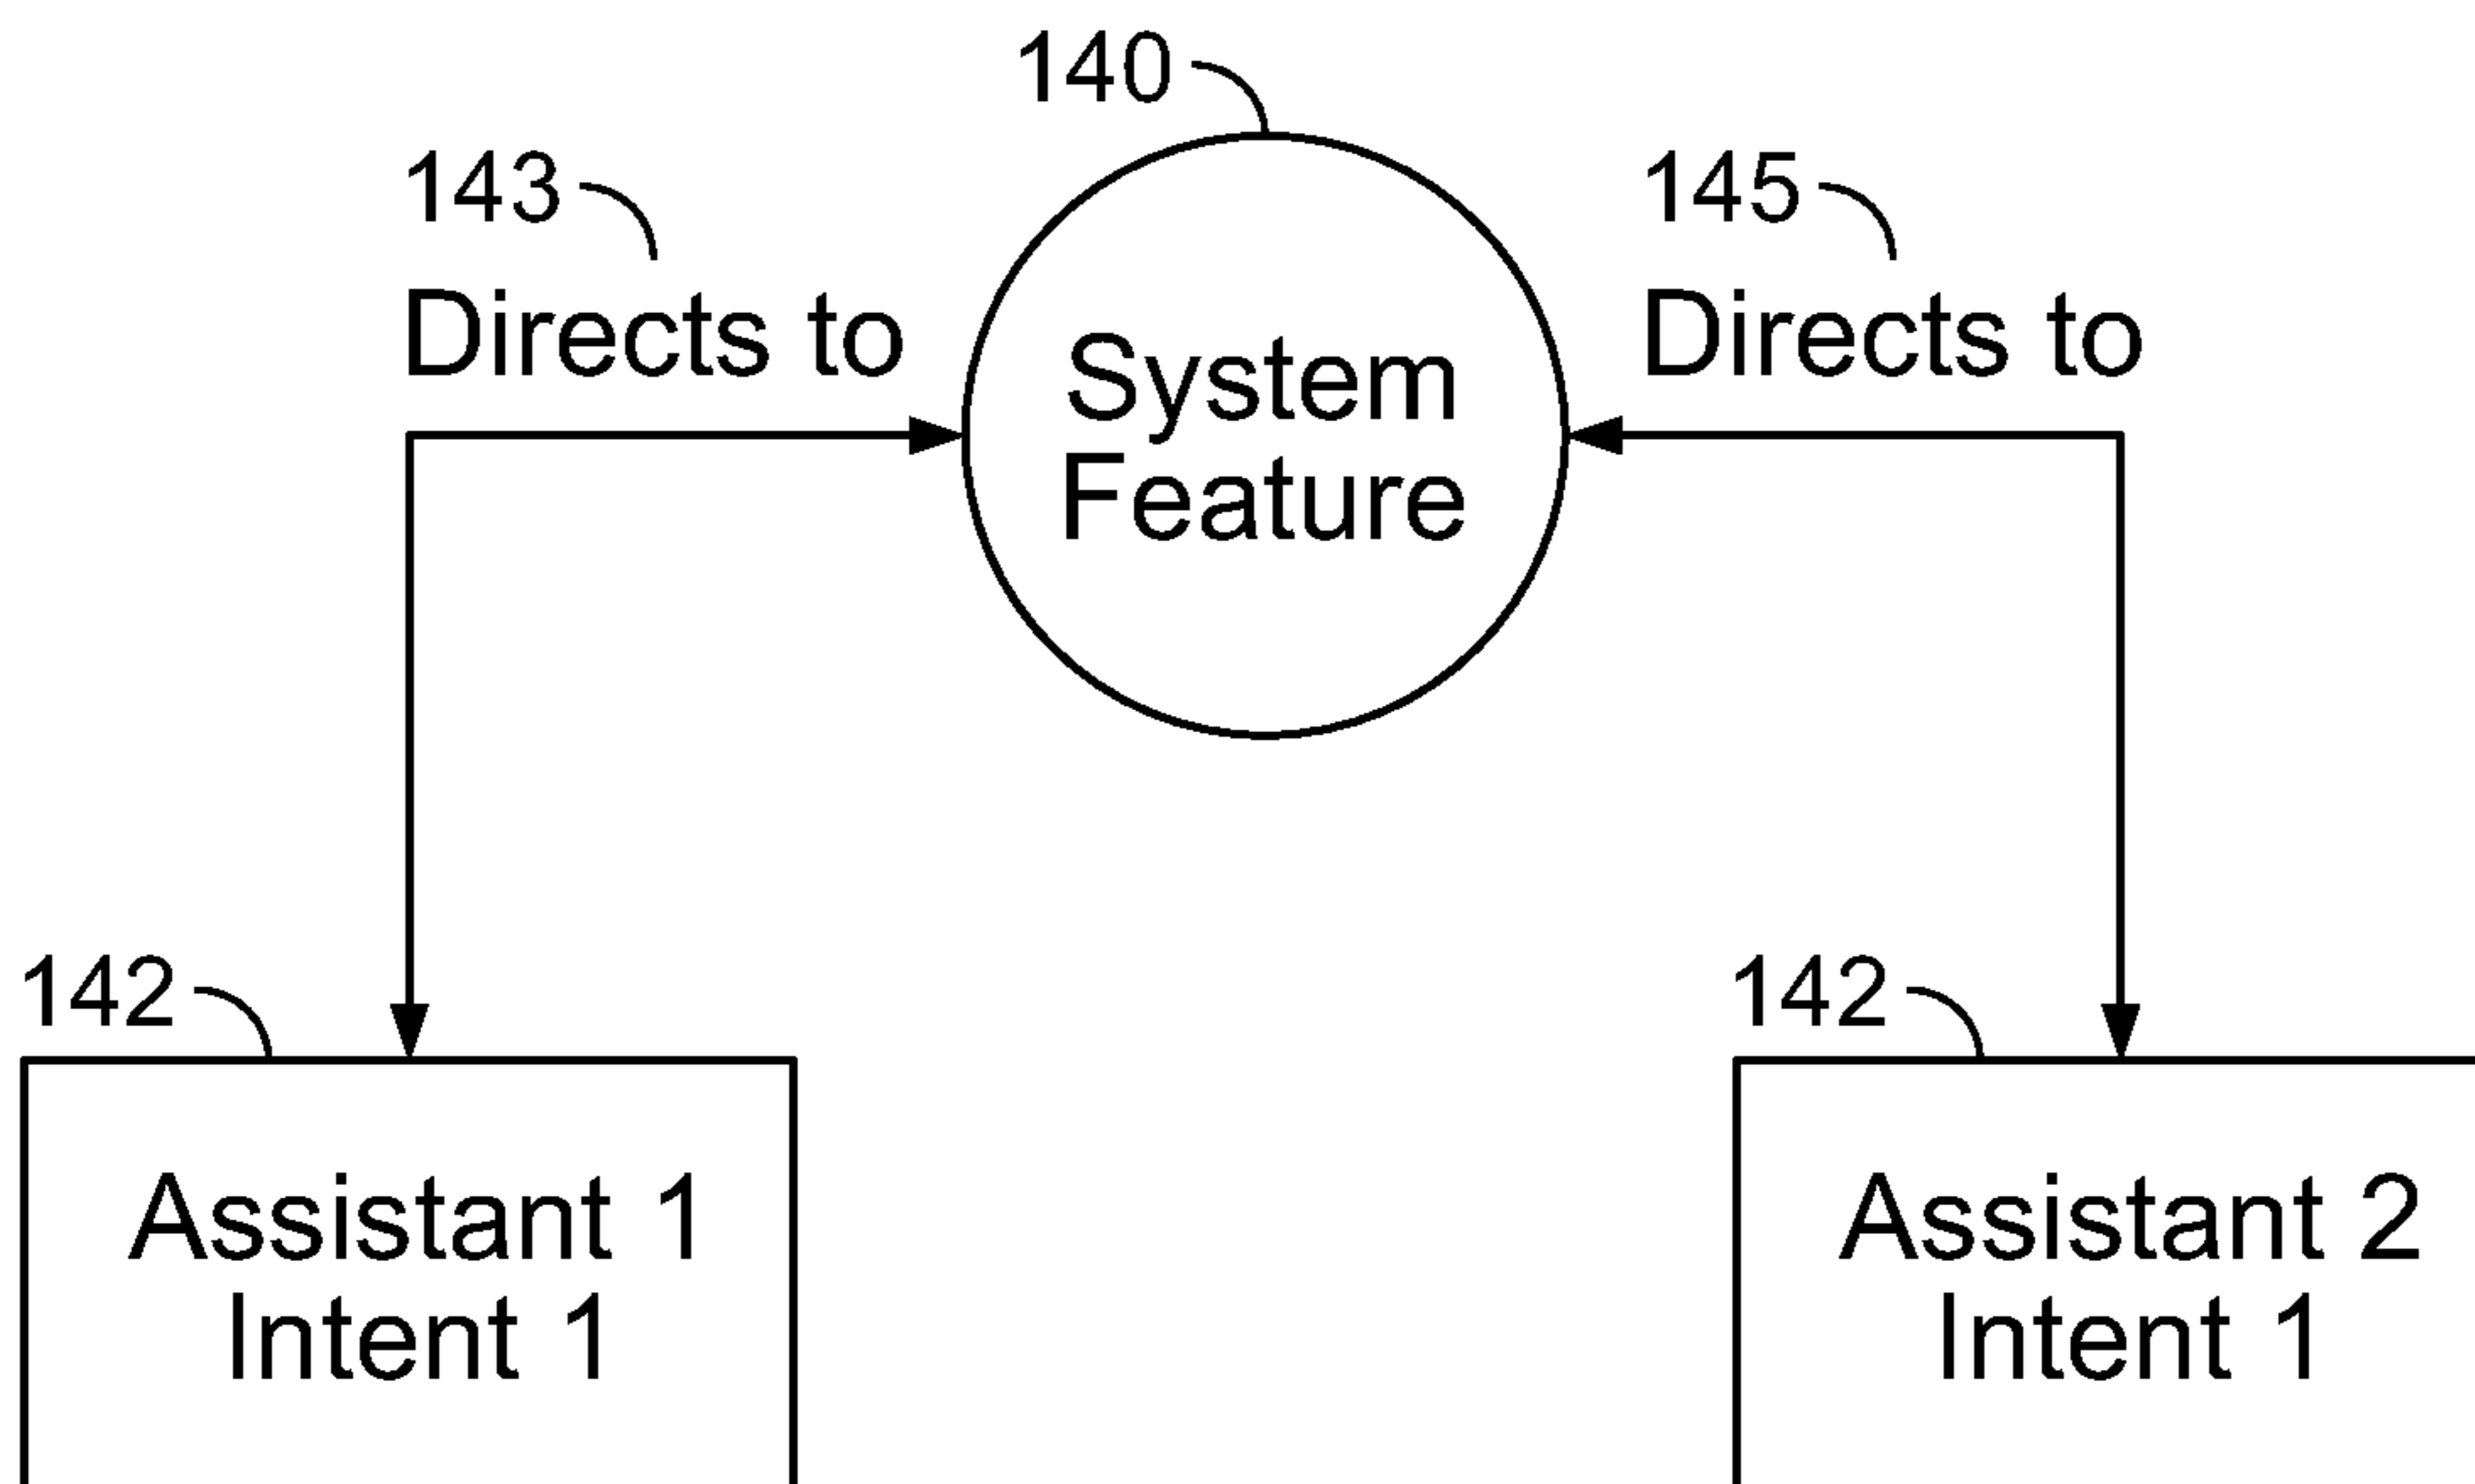 140
143
145
Directs to
Directs to
System
Feature
142
142
Assistant 1
Intent 1
Assistant 2
Intent 1